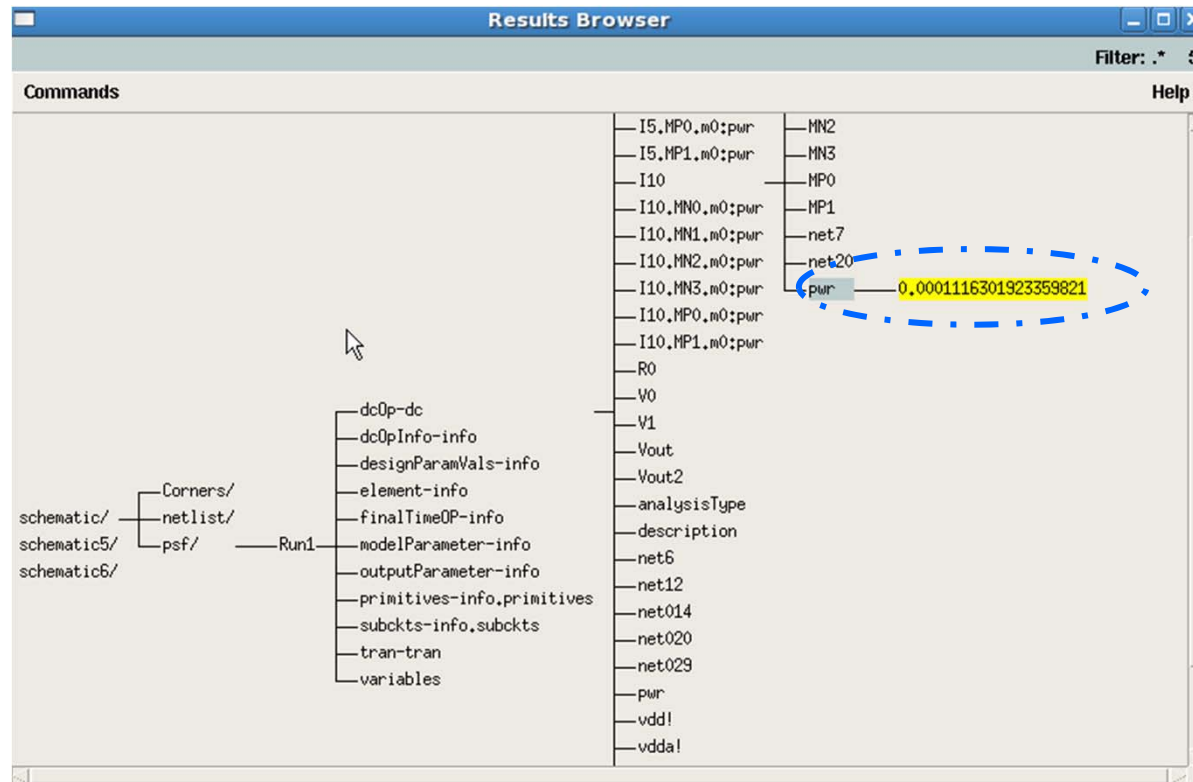 Results Browser
Filter: .*
Commands
Help
I5.MP0.m0:pwr
I5.MP1.m0:pwr
I10
I10.MN0.m0:pwr
I10.MN1.m0:pwr
I10.MN2.m0:pwr
I10.MN3.m0:pwr
I10.MP0.m0:pwr
I10.MP1.m0:pwr
R0
V0
V1
Vout
Vout2
analysisType
description
net6
net12
net014
net020
net029
pwr
vdd!
vdda!
MN2
MN3
MP0
MP1
net7
net20
pwr
0.0001116301923359821
dcOp-dc
dcOpInfo-info
designParamVals-info
element-info
finalTimeOP-info
modelParameter-info
outputParameter-info
primitives-info.primitives
subckts-info.subckts
tran-tran
variables
Run1
Corners/
netlist/
psf/
schematic/
schematic5/
schematic6/